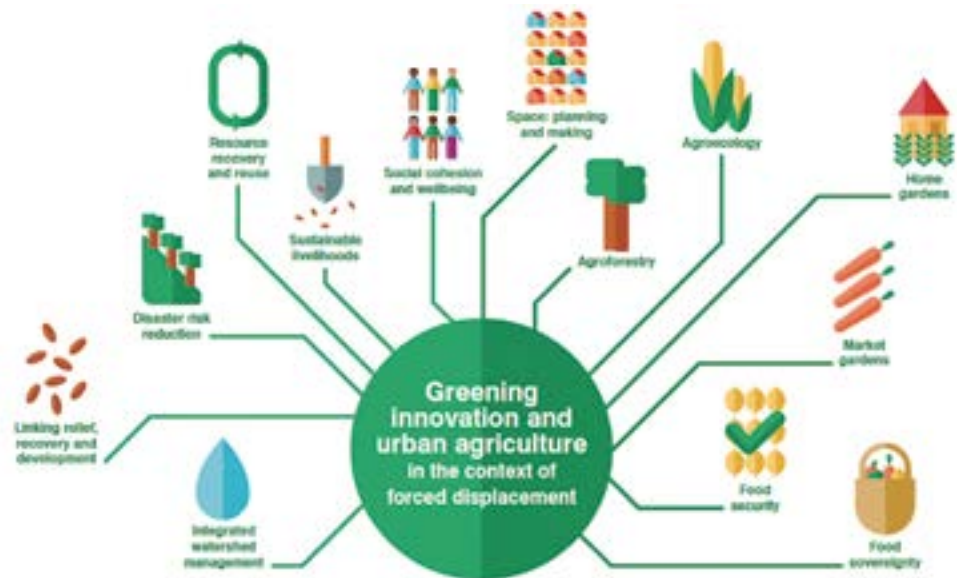 Resource
recovery
and reuse
Sustainable
livelihoods
Social cohesion
and wellbeing
Space: planning
and making
Agroforestry
Agroecology
Home
gardens
Market
gardens
Disaster risk
reduction
Linking relief,
recovery and
development
Integrated
watershed
management
Greening
innovation and
urban agriculture
in the context of
forced displacement
Food
security
Food
sovereignty